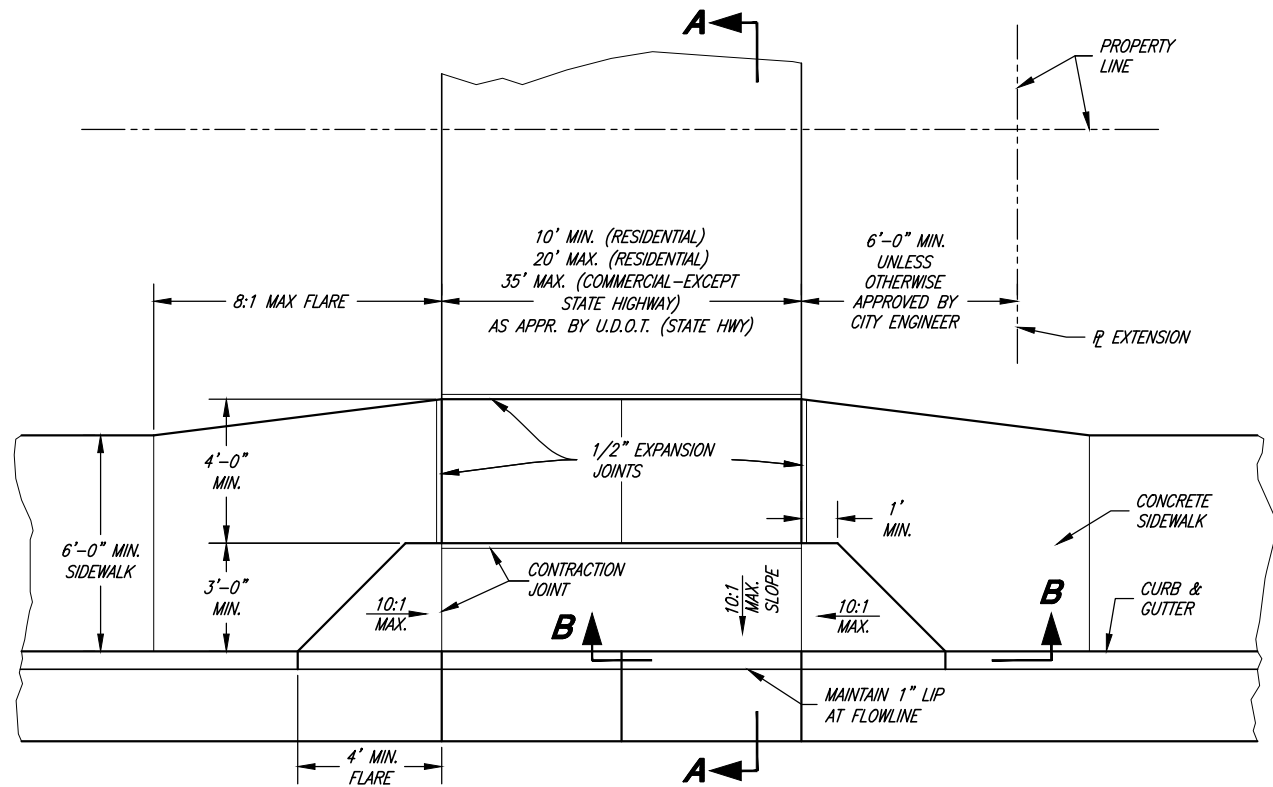 A
PROPERTY
LINE
10' MIN. (RESIDENTIAL)
20' MAX. (RESIDENTIAL)
35' MAX. (COMMERCIAL-EXCEPT
STATE HIGHWAY)
AS APPR. BY U.D.O.T. (STATE HWY)
6'-0" MIN.
UNLESS
OTHERWISE
APPROVED BY
CITY ENGINEER
8:1 MAX FLARE
℄ EXTENSION
4'-0"
MIN.
1/2" EXPANSION
JOINTS
1'
MIN.
CONCRETE
SIDEWALK
6'-0" MIN.
SIDEWALK
3'-0"
MIN.
CONTRACTION
JOINT
10:1
MAX.
SLOPE
10:1
MAX.
10:1
MAX.
CURB &
GUTTER
B
B
MAINTAIN 1" LIP
AT FLOWLINE
4' MIN.
FLARE
A